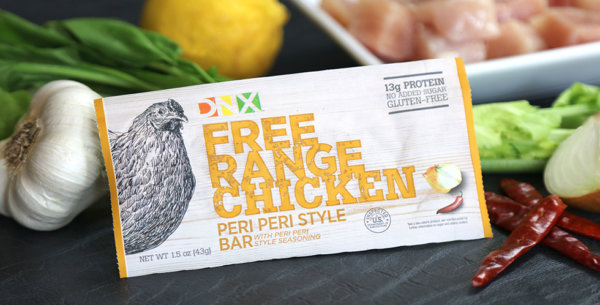 DNX
13g PROTEIN
NO ADDED SUGAR
GLUTEN-FREE
FREE
RANGE
CHICKEN
PERI PERI STYLE
BAR WITH PERI PERI
STYLE SEASONING
NET WT 1.5 oz (43g)
U.S.